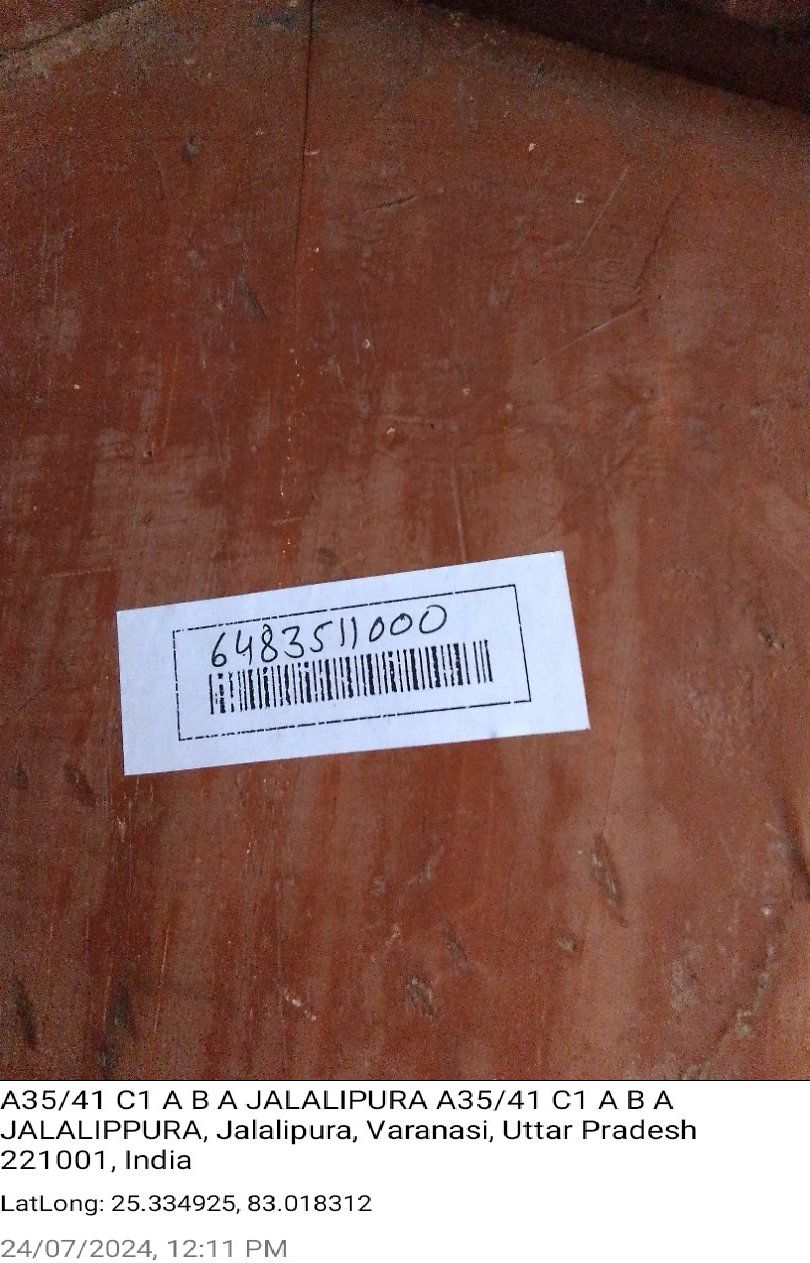 6483511000
A35/41 C1 A B A JALALIPURA A35/41 C1 A B A
JALALIPPURA, Jalalipura, Varanasi, Uttar Pradesh
221001, India
LatLong: 25.334925, 83.018312
24/07/2024, 12:11 PM